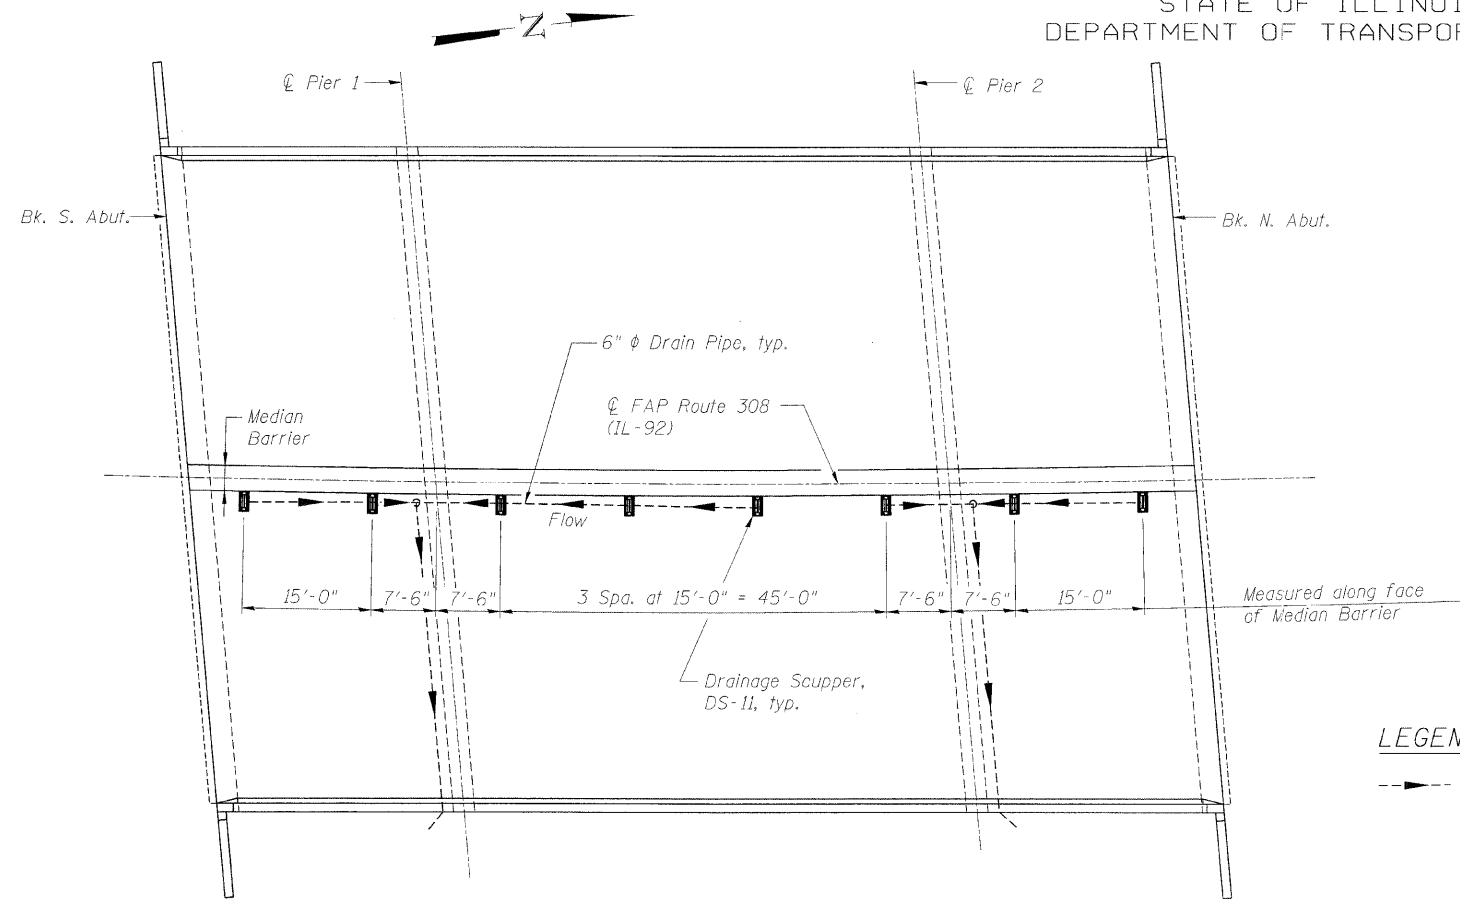 STATE OF ILLINOI
DEPARTMENT OF TRANSPOR
N
℄ Pier 1
℄ Pier 2
Bk. S. Abut.
Bk. N. Abut.
6" ϕ Drain Pipe, typ.
℄ FAP Route 308
(IL-92)
Median
Barrier
Flow
15'-0"
7'-6"
7'-6"
3 Spa. at 15'-0" = 45'-0"
7'-6"
7'-6"
15'-0"
Measured along face
of Median Barrier
Drainage Scupper,
DS-11, typ.
LEGEN